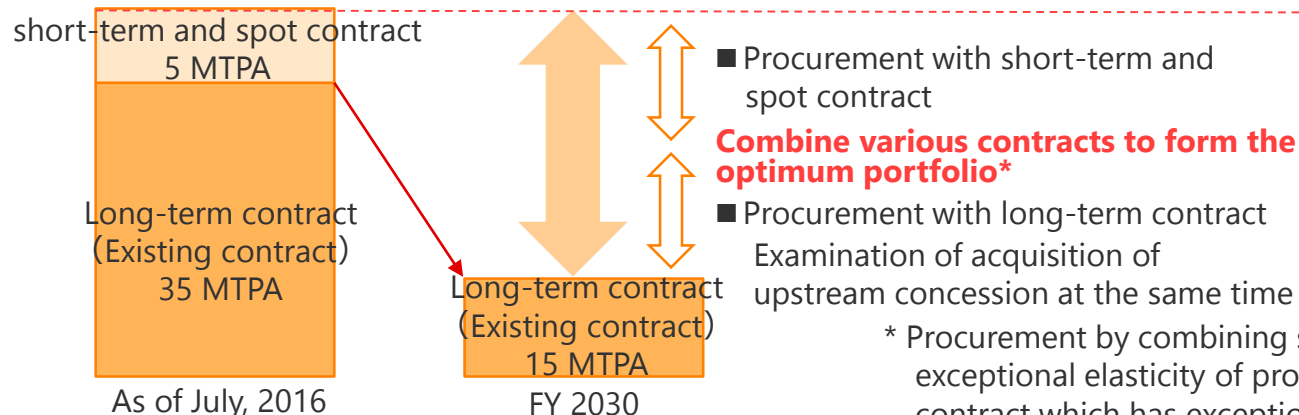 short-term and spot contract
5 MTPA
Long-term contract
（Existing contract）
35 MTPA
As of July, 2016
Long-term contract
（Existing contract）
15 MTPA
FY 2030
■ Procurement with short-term and
spot contract
Combine various contracts to form the
optimum portfolio*
■ Procurement with long-term contract
Examination of acquisition of
upstream concession at the same time
* Procurement by combining
exceptional elasticity of
contract which has